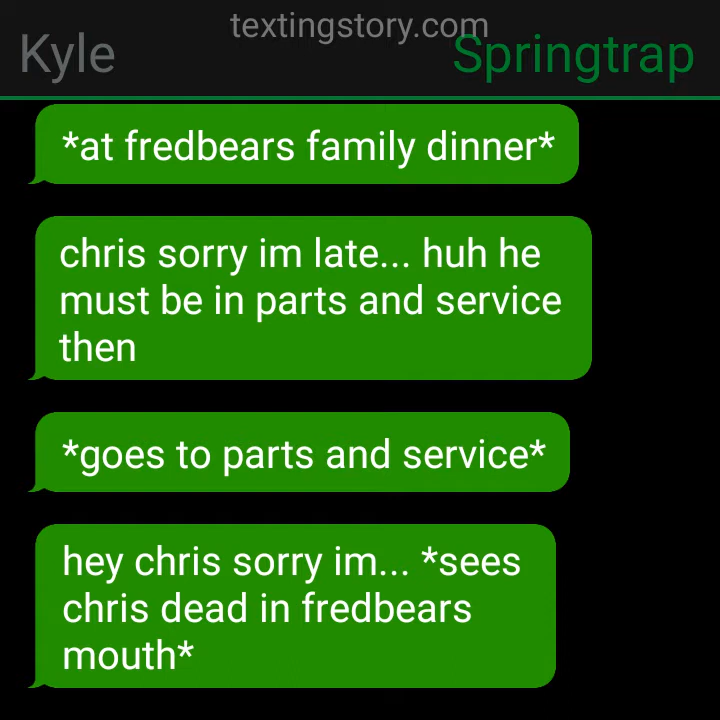 textingstory.com
Kyle
Springtrap
*at fredbears family dinner*
chris sorry im late... huh he
must be in parts and service
then
*goes to parts and service*
hey chris sorry im... *sees
chris dead in fredbears
mouth*